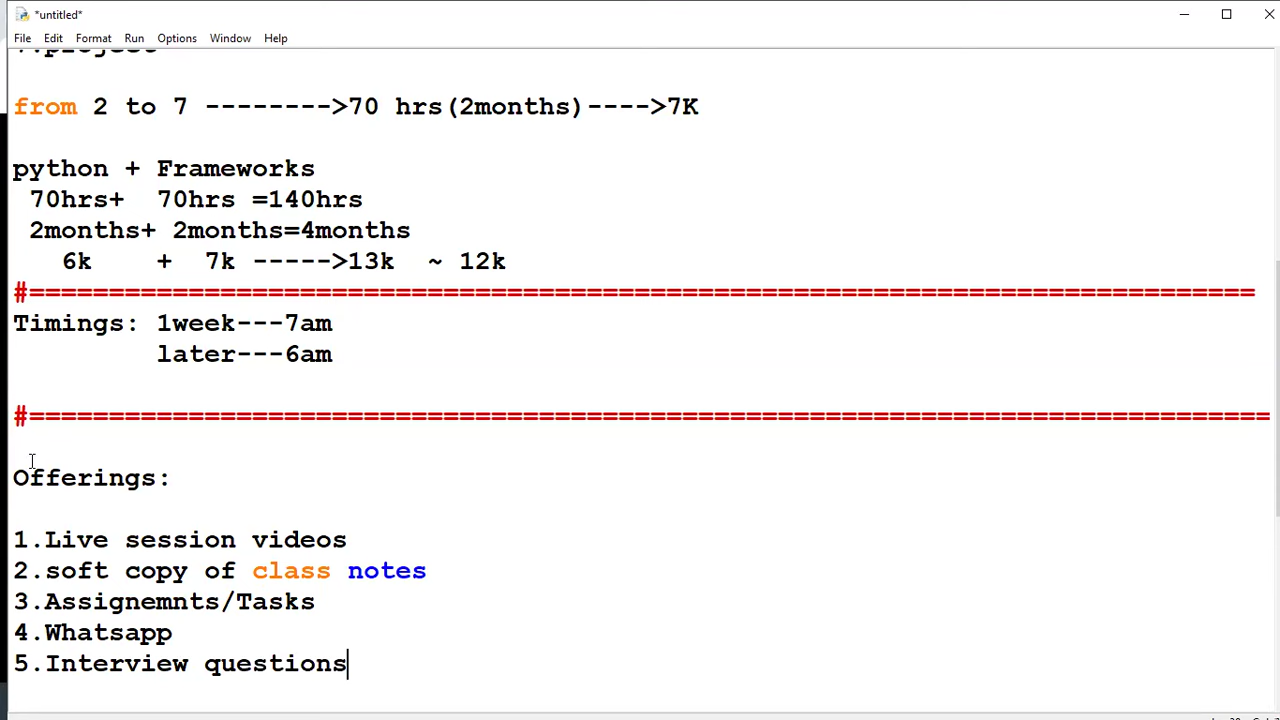 *untitled*
File Edit Format Run Options Window Help
7.project
from 2 to 7 -------->70 hrs(2months)---->7K
python + Frameworks
70hrs+ 70hrs =140hrs
2months+ 2months=4months
6k + 7k ----->13k ~ 12k
#==============================================================================
Timings: 1week---7am
later---6am
#===============================================================================
Offerings:
1.Live session videos
2.soft copy of class notes
3.Assignemnts/Tasks
4.Whatsapp
5.Interview questions